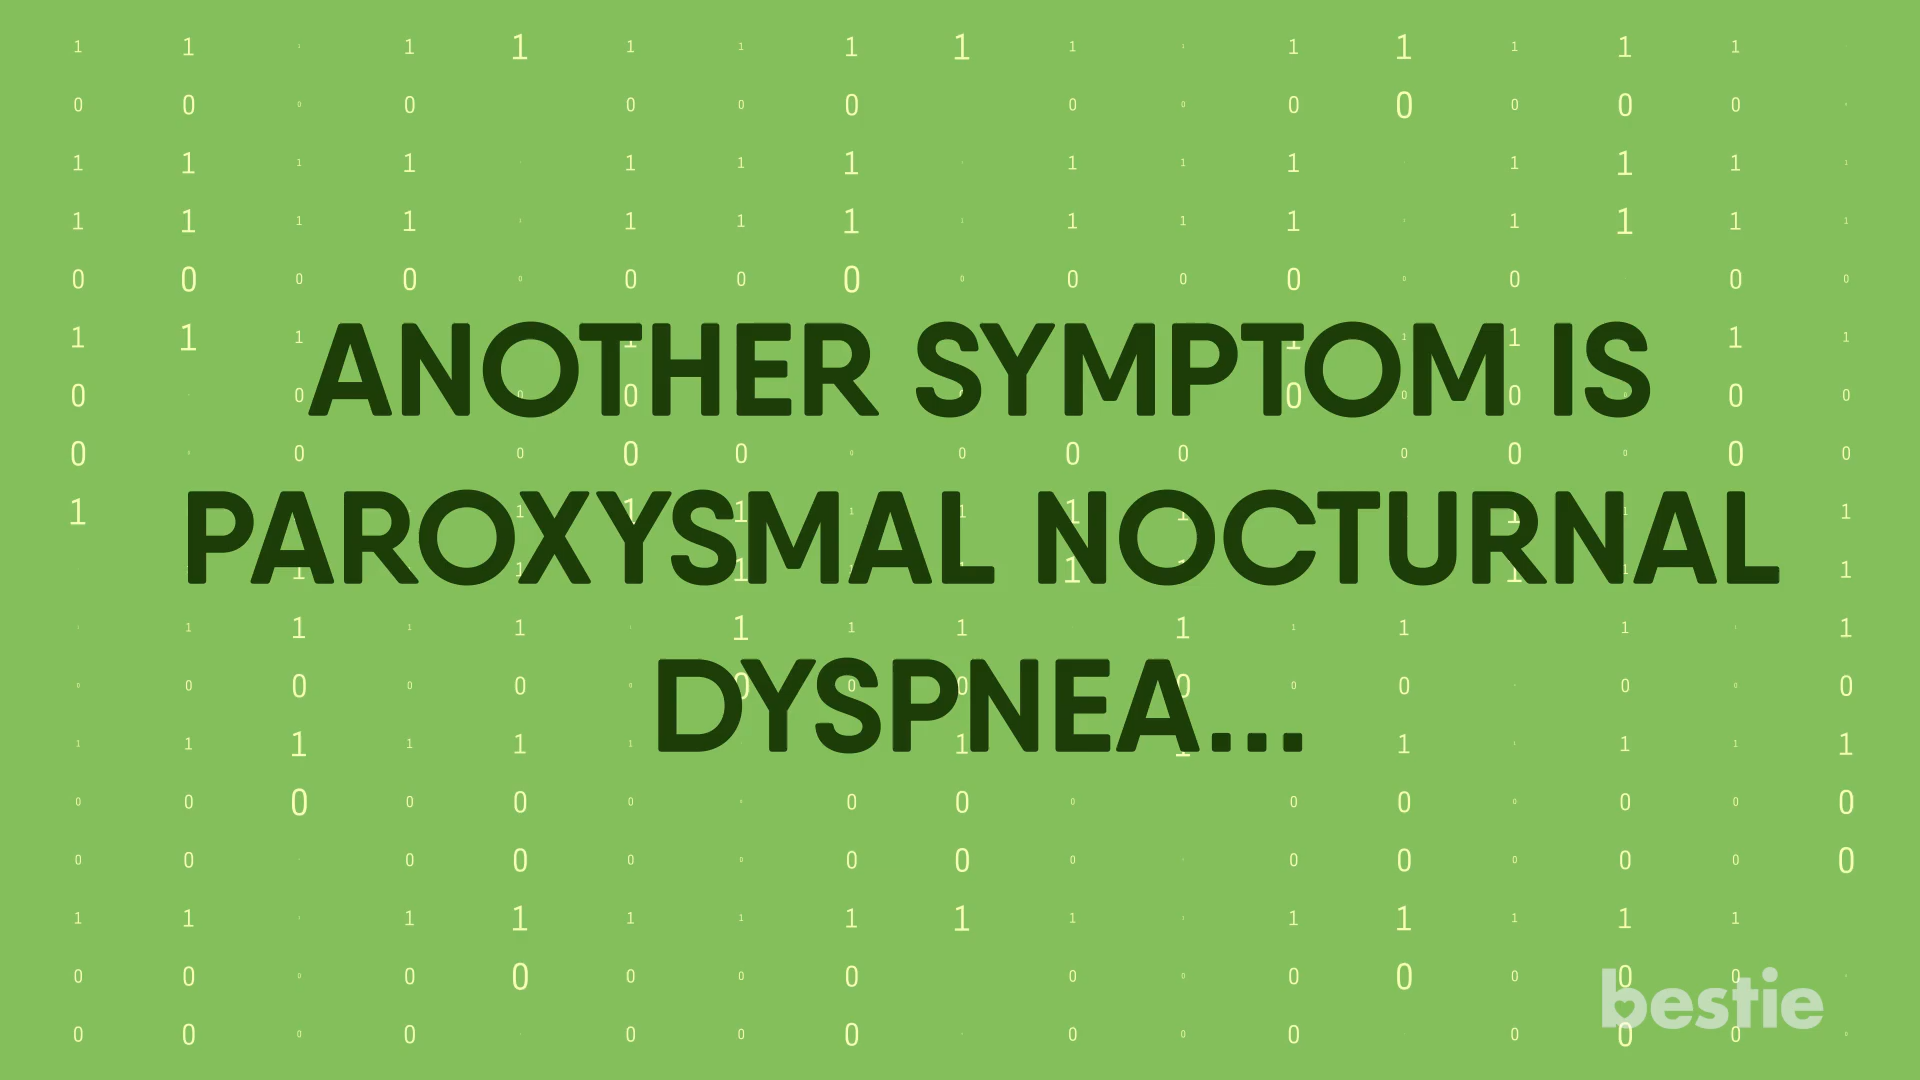 ANOTHER SYMPTOM IS
PAROXYSMAL NOCTURNAL
DYSPNEA...
bestie